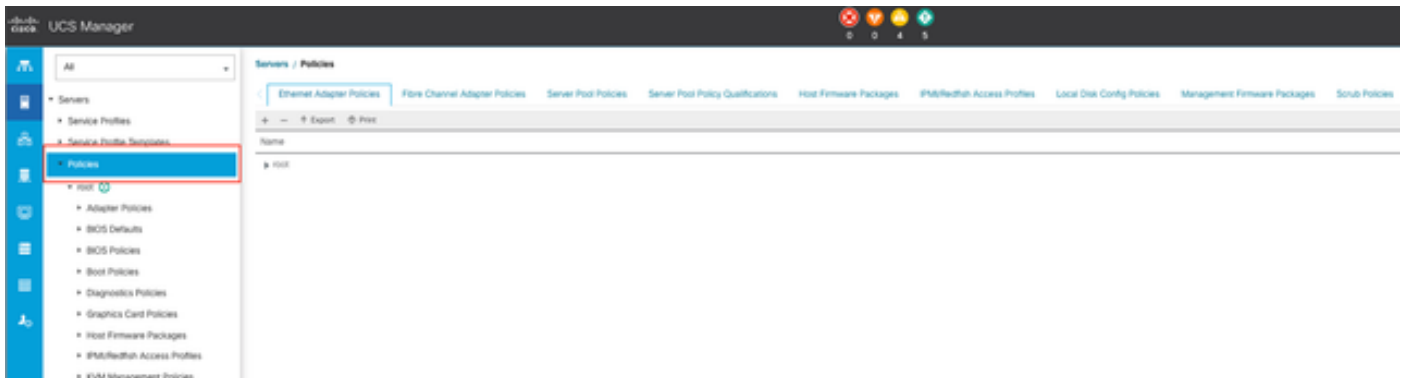 cisco UCS Manager
0 0 4 5
All
Servers / Policies
Ethernet Adapter Policies Fibre Channel Adapter Policies Server Pool Policies Server Pool Policy Qualifications Host Firmware Packages IPMI/Redfish Access Profiles Local Disk Config Policies Management Firmware Packages Scrub Policies
Servers
+ − Export Print
Service Profiles
Service Profile Templates
Name
Policies
root
root
Adapter Policies
BIOS Defaults
BIOS Policies
Boot Policies
Diagnostics Policies
Graphics Card Policies
Host Firmware Packages
IPMI/Redfish Access Profiles
KVM Management Policies